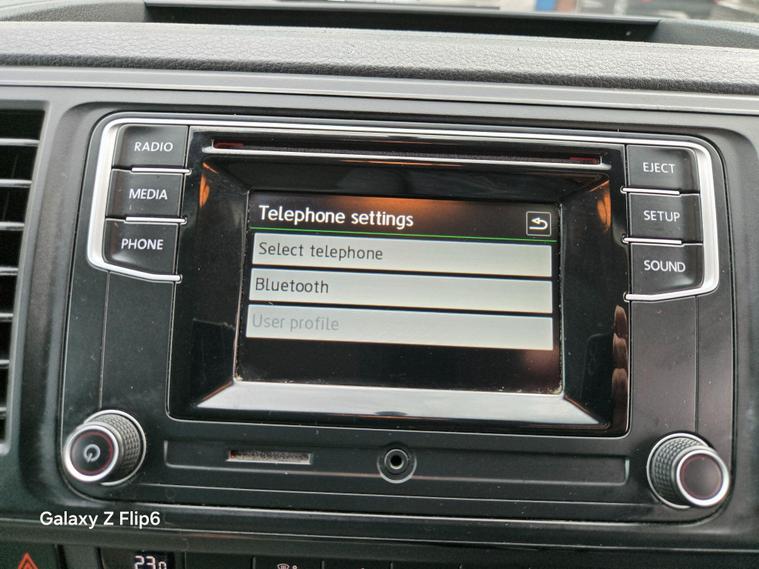 RADIO
MEDIA
PHONE
Telephone settings
Select telephone
Bluetooth
User profile
EJECT
SETUP
SOUND
Galaxy Z Flip6